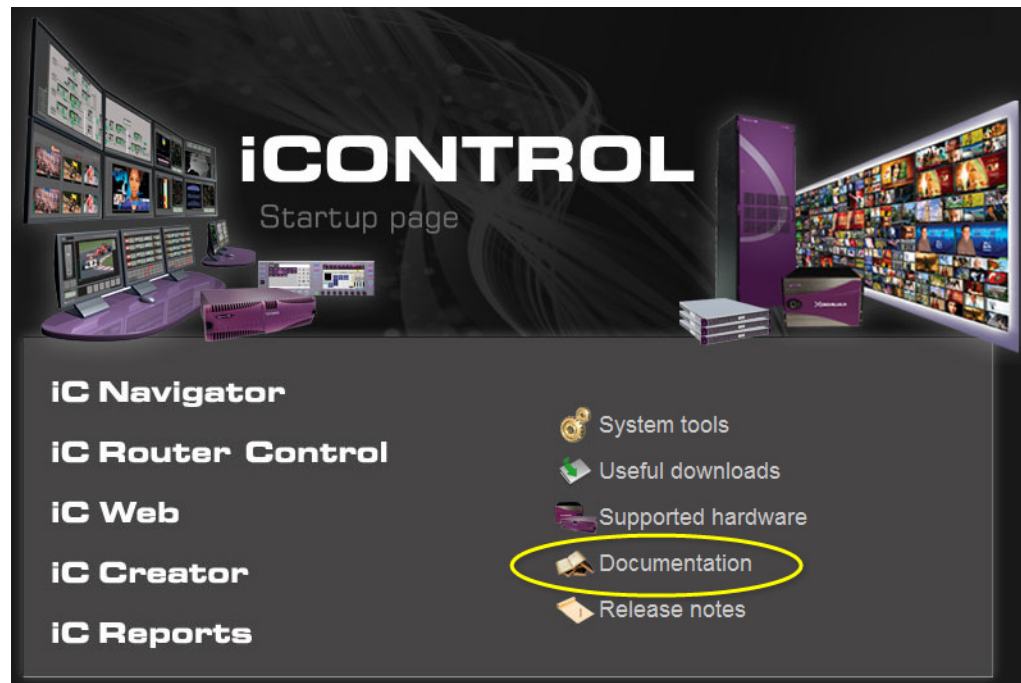 iCONTROL
Startup page
iC Navigator
iC Router Control
iC Web
iC Creator
iC Reports
System tools
Useful downloads
Supported hardware
Documentation
Release notes